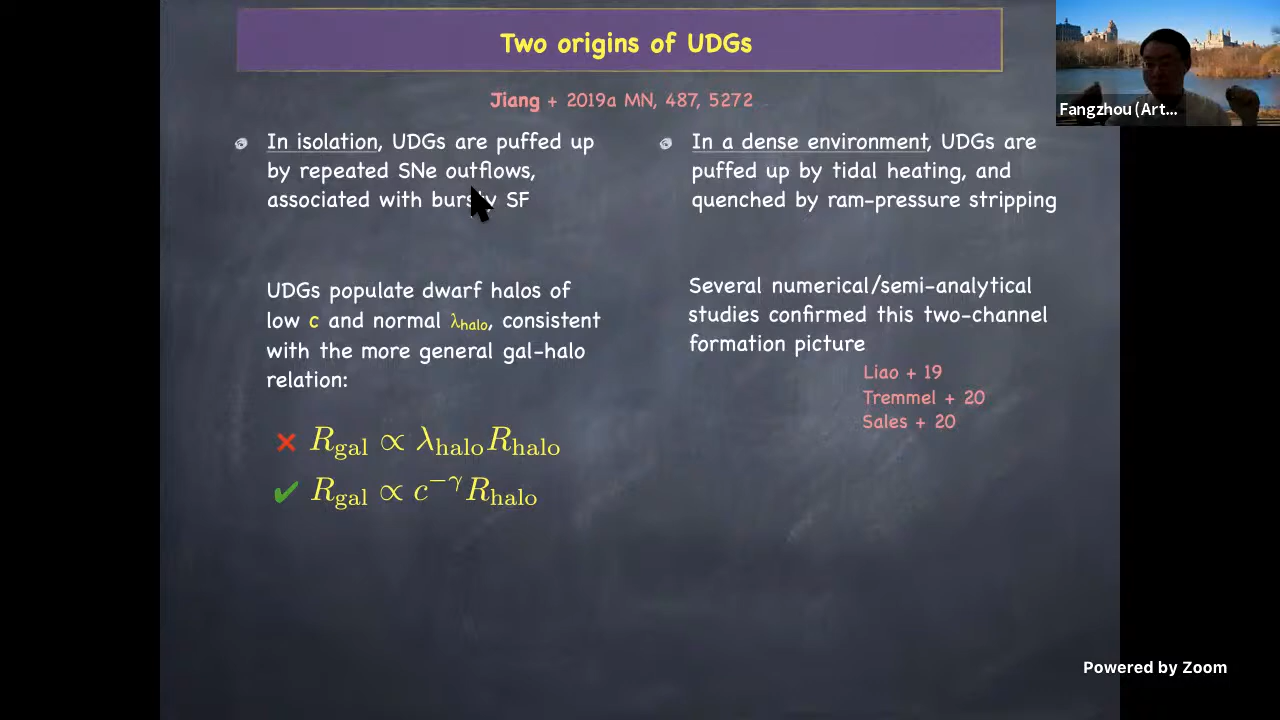 Two origins of UDGs
Jiang + 2019a MN, 487, 5272
In isolation, UDGs are puffed up
by repeated SNe outflows,
associated with bursty SF
UDGs populate dwarf halos of
low c and normal λhalo, consistent
with the more general gal-halo
relation:
✗ Rgal ∝ λhaloRhalo
✔ Rgal ∝ c^−γRhalo
In a dense environment, UDGs are
puffed up by tidal heating, and
quenched by ram-pressure stripping
Several numerical/semi-analytical
studies confirmed this two-channel
formation picture
Liao + 19
Tremmel + 20
Sales + 20
Fangzhou (Art...
Powered by Zoom